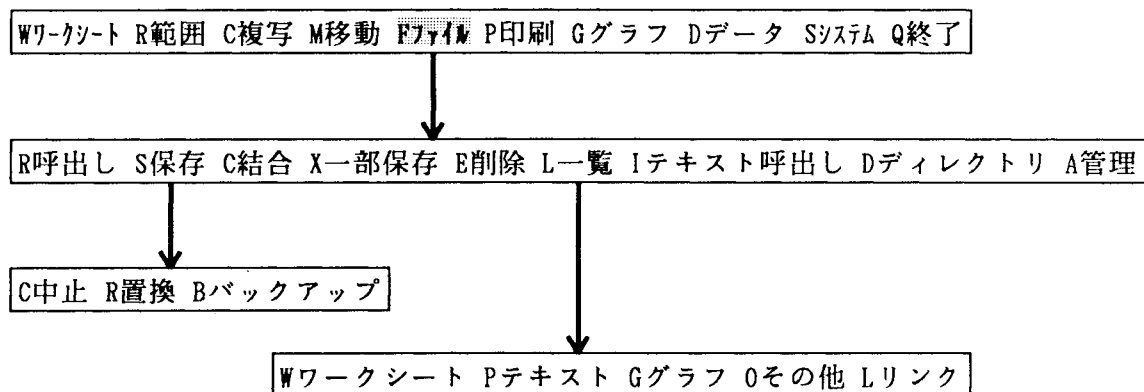 Wワークシート R範囲 C複写 M移動 Fファイル P印刷 Gグラフ Dデータ Sシステム Q終了
R呼出し S保存 C結合 X一部保存 E削除 L一覧 Iテキスト呼出し Dディレクトリ A管理
C中止 R置換 Bバックアップ
Wワークシート Pテキスト Gグラフ Oその他 Lリンク